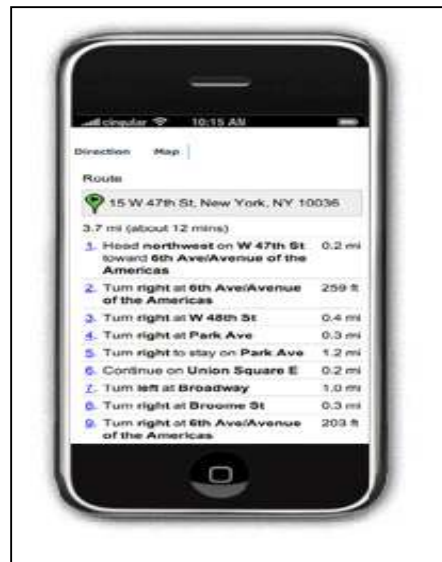 cingular 10:15 AM
Direction Map
Route
15 W 47th St, New York, NY 10036
3.7 mi (about 12 mins)
1. Head northwest on W 47th St 0.2 mi
toward 6th Ave/Avenue of the
Americas
2. Turn right at 6th Ave/Avenue 259 ft
of the Americas
3. Turn right at W 48th St 0.4 mi
4. Turn right at Park Ave 0.3 mi
5. Turn right to stay on Park Ave 1.2 mi
6. Continue on Union Square E 0.2 mi
7. Turn left at Broadway 1.0 mi
8. Turn right at Broome St 0.3 mi
9. Turn right at 6th Ave/Avenue 203 ft
of the Americas